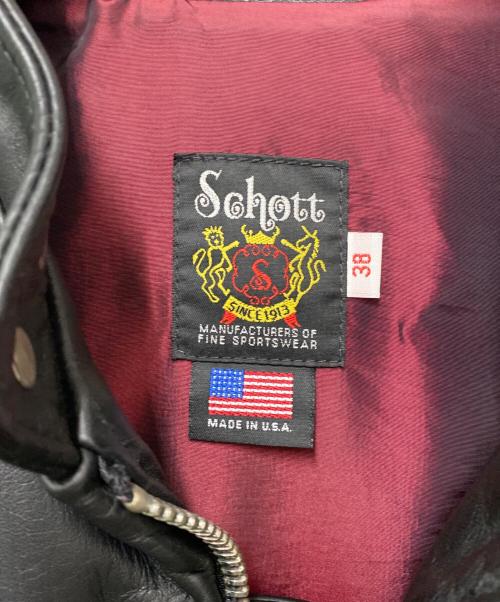 Schott
S
SINCE 1913
MANUFACTURERS OF
FINE SPORTSWEAR
38
MADE IN U.S.A.